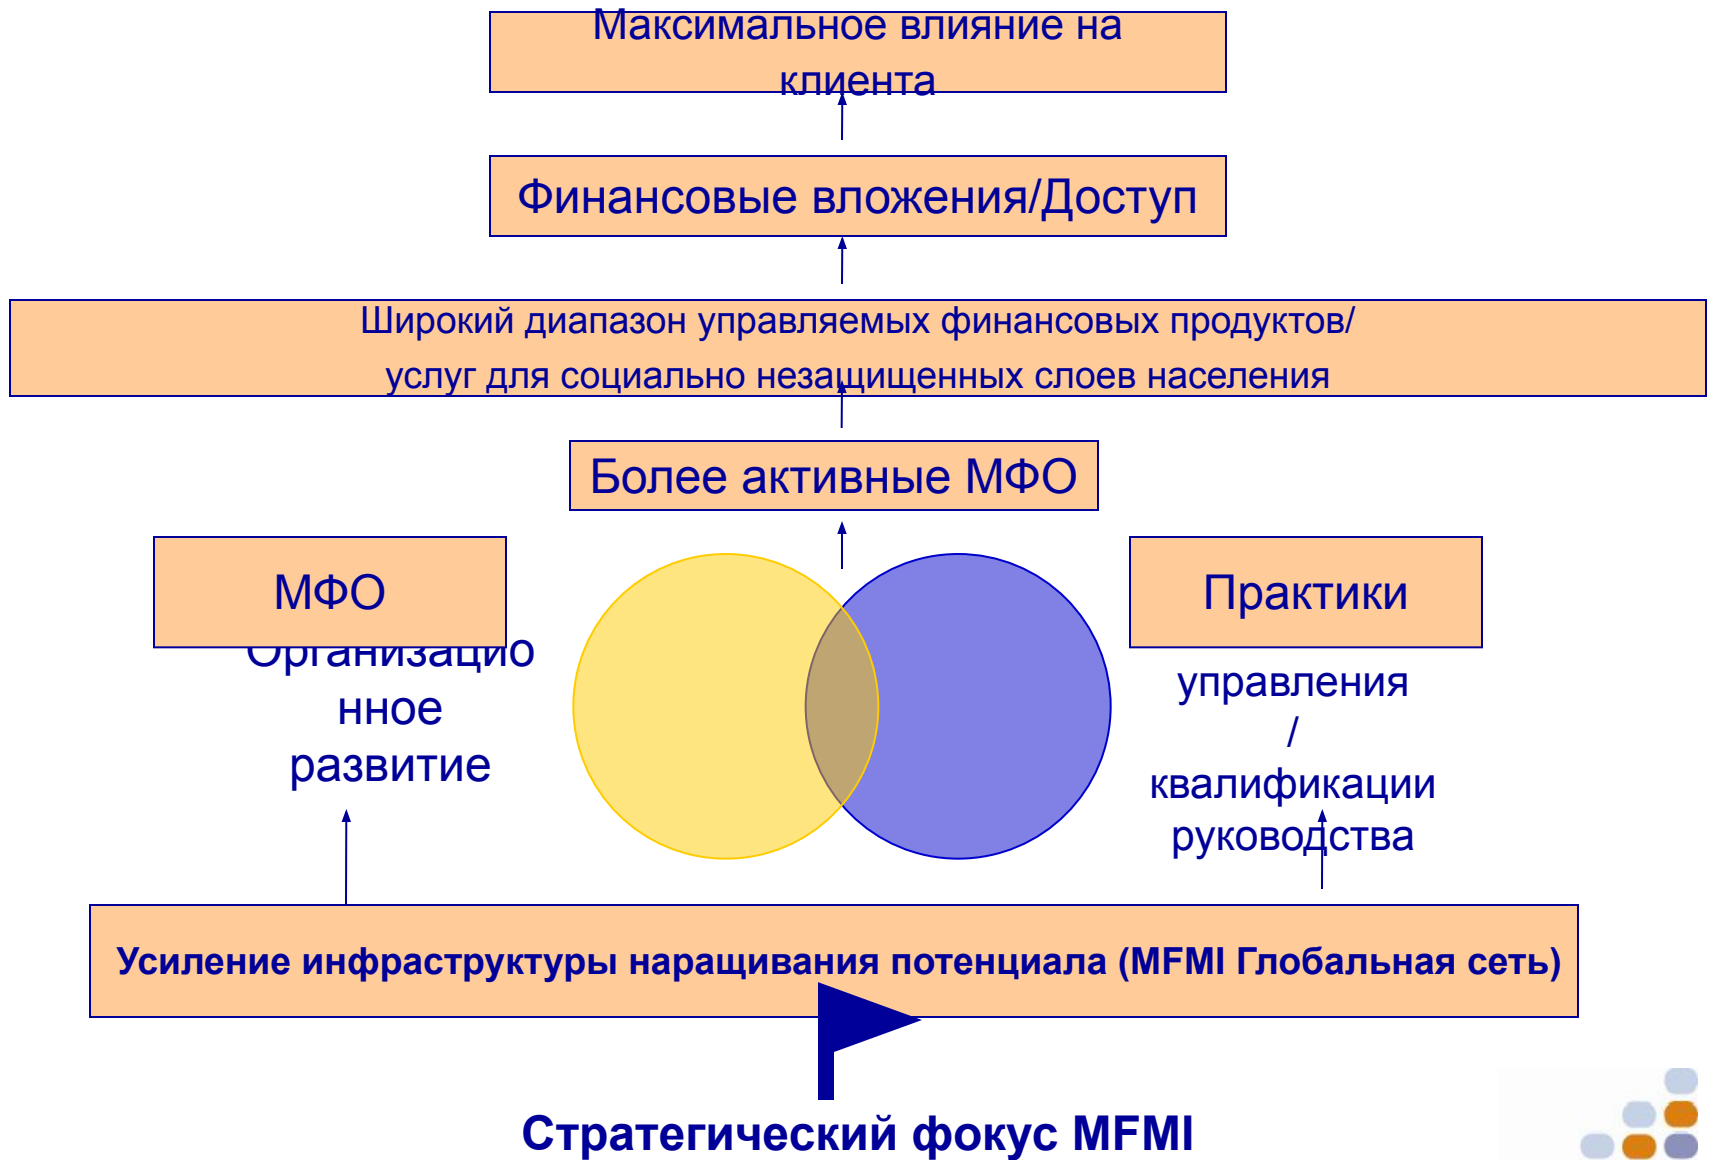 Максимальное влияние на
клиента
Финансовые вложения/Доступ
Широкий диапазон управляемых финансовых продуктов/
услуг для социально незащищенных слоев населения
Более активные МФО
МФО
Организацио
нное
развитие
Практики
управления
/
квалификации
руководства
Усиление инфраструктуры наращивания потенциала (MFMI Глобальная сеть)
Стратегический фокус MFMI